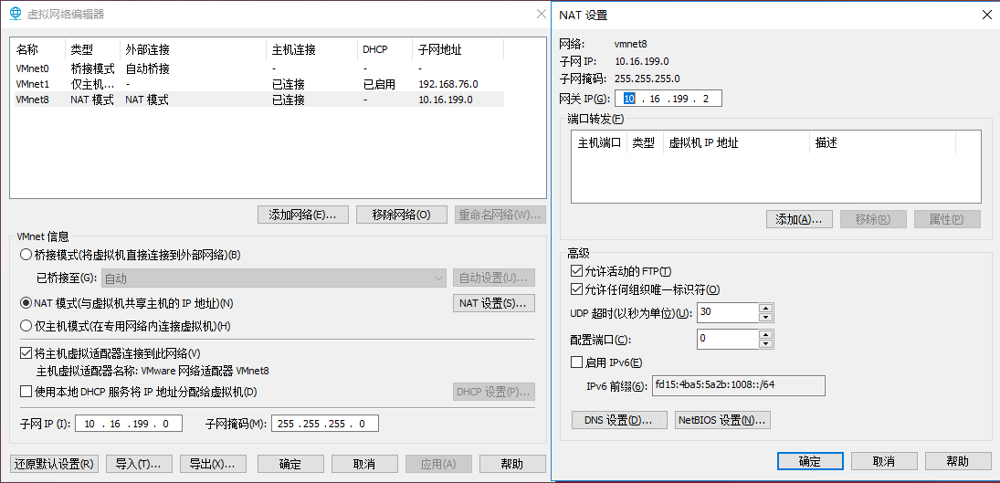 虚拟网络编辑器
名称 类型 外部连接 主机连接 DHCP 子网地址
VMnet0 桥接模式 自动桥接 - - -
VMnet1 仅主机... - 已连接 已启用 192.168.76.0
VMnet8 NAT 模式 NAT 模式 已连接 - 10.16.199.0
添加网络(E)... 移除网络(O) 重命名网络(W)...
VMnet 信息
桥接模式(将虚拟机直接连接到外部网络)(B)
已桥接至(G): 自动 自动设置(U)...
NAT 模式(与虚拟机共享主机的 IP 地址)(N) NAT 设置(S)...
仅主机模式(在专用网络内连接虚拟机)(H)
将主机虚拟适配器连接到此网络(V)
主机虚拟适配器名称: VMware 网络适配器 VMnet8
使用本地 DHCP 服务将 IP 地址分配给虚拟机(D) DHCP 设置(P)...
子网 IP (I): 10 . 16 . 199 . 0 子网掩码(M): 255 . 255 . 255 . 0
还原默认设置(R) 导入(T)... 导出(X)... 确定 取消 应用(A) 帮助
NAT 设置
网络: vmnet8
子网 IP: 10.16.199.0
子网掩码: 255.255.255.0
网关 IP(G): 10 . 16 . 199 . 2
端口转发(F)
主机端口 类型 虚拟机 IP 地址 描述
添加(A)... 移除(R) 属性(P)
高级
允许活动的 FTP(T)
允许任何组织唯一标识符(O)
UDP 超时(以秒为单位)(U): 30
配置端口(C): 0
启用 IPv6(E)
IPv6 前缀(6): fd15:4ba5:5a2b:1008::/64
DNS 设置(D)... NetBIOS 设置(N)...
确定 取消 帮助